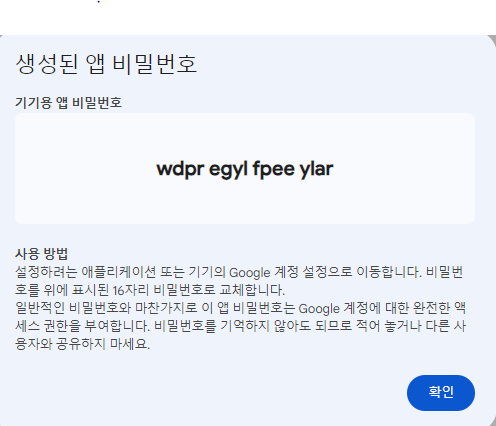 생성된 앱 비밀번호
기기용 앱 비밀번호
wdpr egyl fpee ylar
사용 방법
설정하려는 애플리케이션 또는 기기의 Google 계정 설정으로 이동합니다. 비밀번
호를 위에 표시된 16자리 비밀번호로 교체합니다.
일반적인 비밀번호와 마찬가지로 이 앱 비밀번호는 Google 계정에 대한 완전한 액
세스 권한을 부여합니다. 비밀번호를 기억하지 않아도 되므로 적어 놓거나 다른 사
용자와 공유하지 마세요.
확인